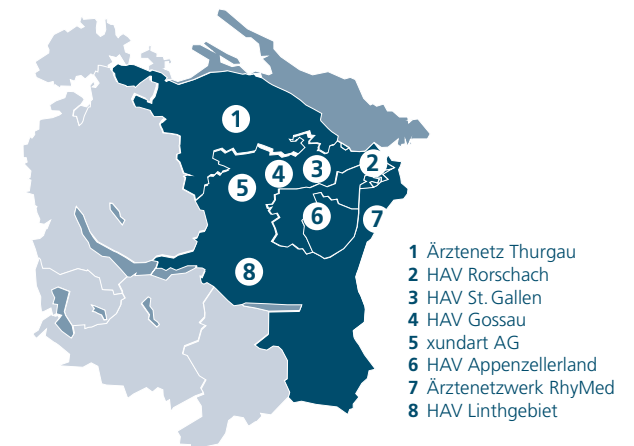 1
2
3
4
5
6
7
8
1 Ärztenetz Thurgau
2 HAV Rorschach
3 HAV St. Gallen
4 HAV Gossau
5 xundart AG
6 HAV Appenzellerland
7 Ärztenetzwerk RhyMed
8 HAV Linthgebiet